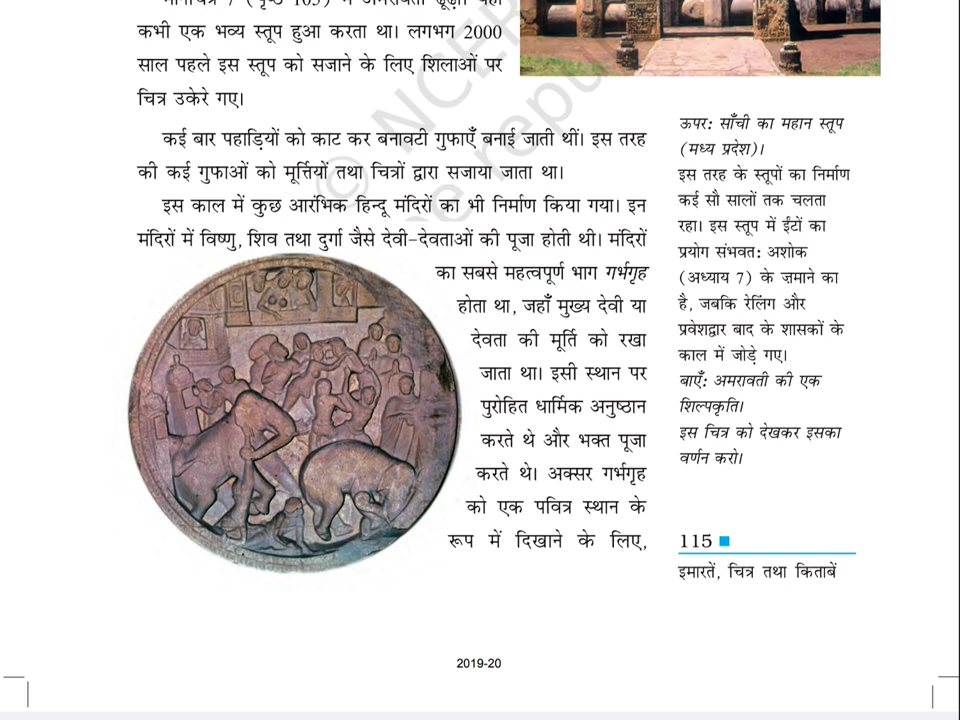 कभी एक भव्य स्तूप हुआ करता था। लगभग 2000
साल पहले इस स्तूप को सजाने के लिए शिलाओं पर
चित्र उकेरे गए।
कई बार पहाड़ियों को काट कर बनावटी गुफाएँ बनाई जाती थीं। इस तरह
की कई गुफाओं को मूर्त्तियों तथा चित्रों द्वारा सजाया जाता था।
इस काल में कुछ आरंभिक हिन्दू मंदिरों का भी निर्माण किया गया। इन
मंदिरों में विष्णु, शिव तथा दुर्गा जैसे देवी-देवताओं की पूजा होती थी। मंदिरों
का सबसे महत्वपूर्ण भाग गर्भगृह
होता था, जहाँ मुख्य देवी या
देवता की मूर्ति को रखा
जाता था। इसी स्थान पर
पुरोहित धार्मिक अनुष्ठान
करते थे और भक्त पूजा
करते थे। अक्सर गर्भगृह
को एक पवित्र स्थान के
रूप में दिखाने के लिए,
ऊपर: साँची का महान स्तूप
(मध्य प्रदेश)।
इस तरह के स्तूपों का निर्माण
कई सौ सालों तक चलता
रहा। इस स्तूप में ईंटों का
प्रयोग संभवत: अशोक
(अध्याय 7) के ज़माने का
है, जबकि रेलिंग और
प्रवेशद्वार बाद के शासकों के
काल में जोड़े गए।
बाएँ: अमरावती की एक
शिल्पकृति।
इस चित्र को देखकर इसका
वर्णन करो।
115
इमारतें, चित्र तथा किताबें
2019-20